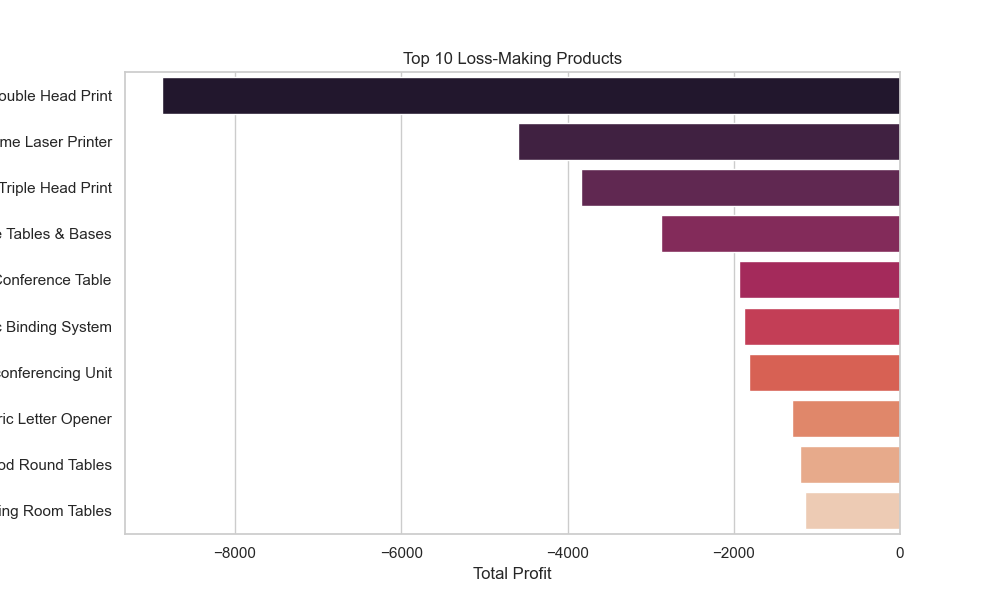 Top 10 Loss-Making Products
ouble Head Print
me Laser Printer
Triple Head Print
Tables & Bases
Conference Table
Binding System
conferencing Unit
ric Letter Opener
od Round Tables
ing Room Tables
−8000 −6000 −4000 −2000 0
Total Profit